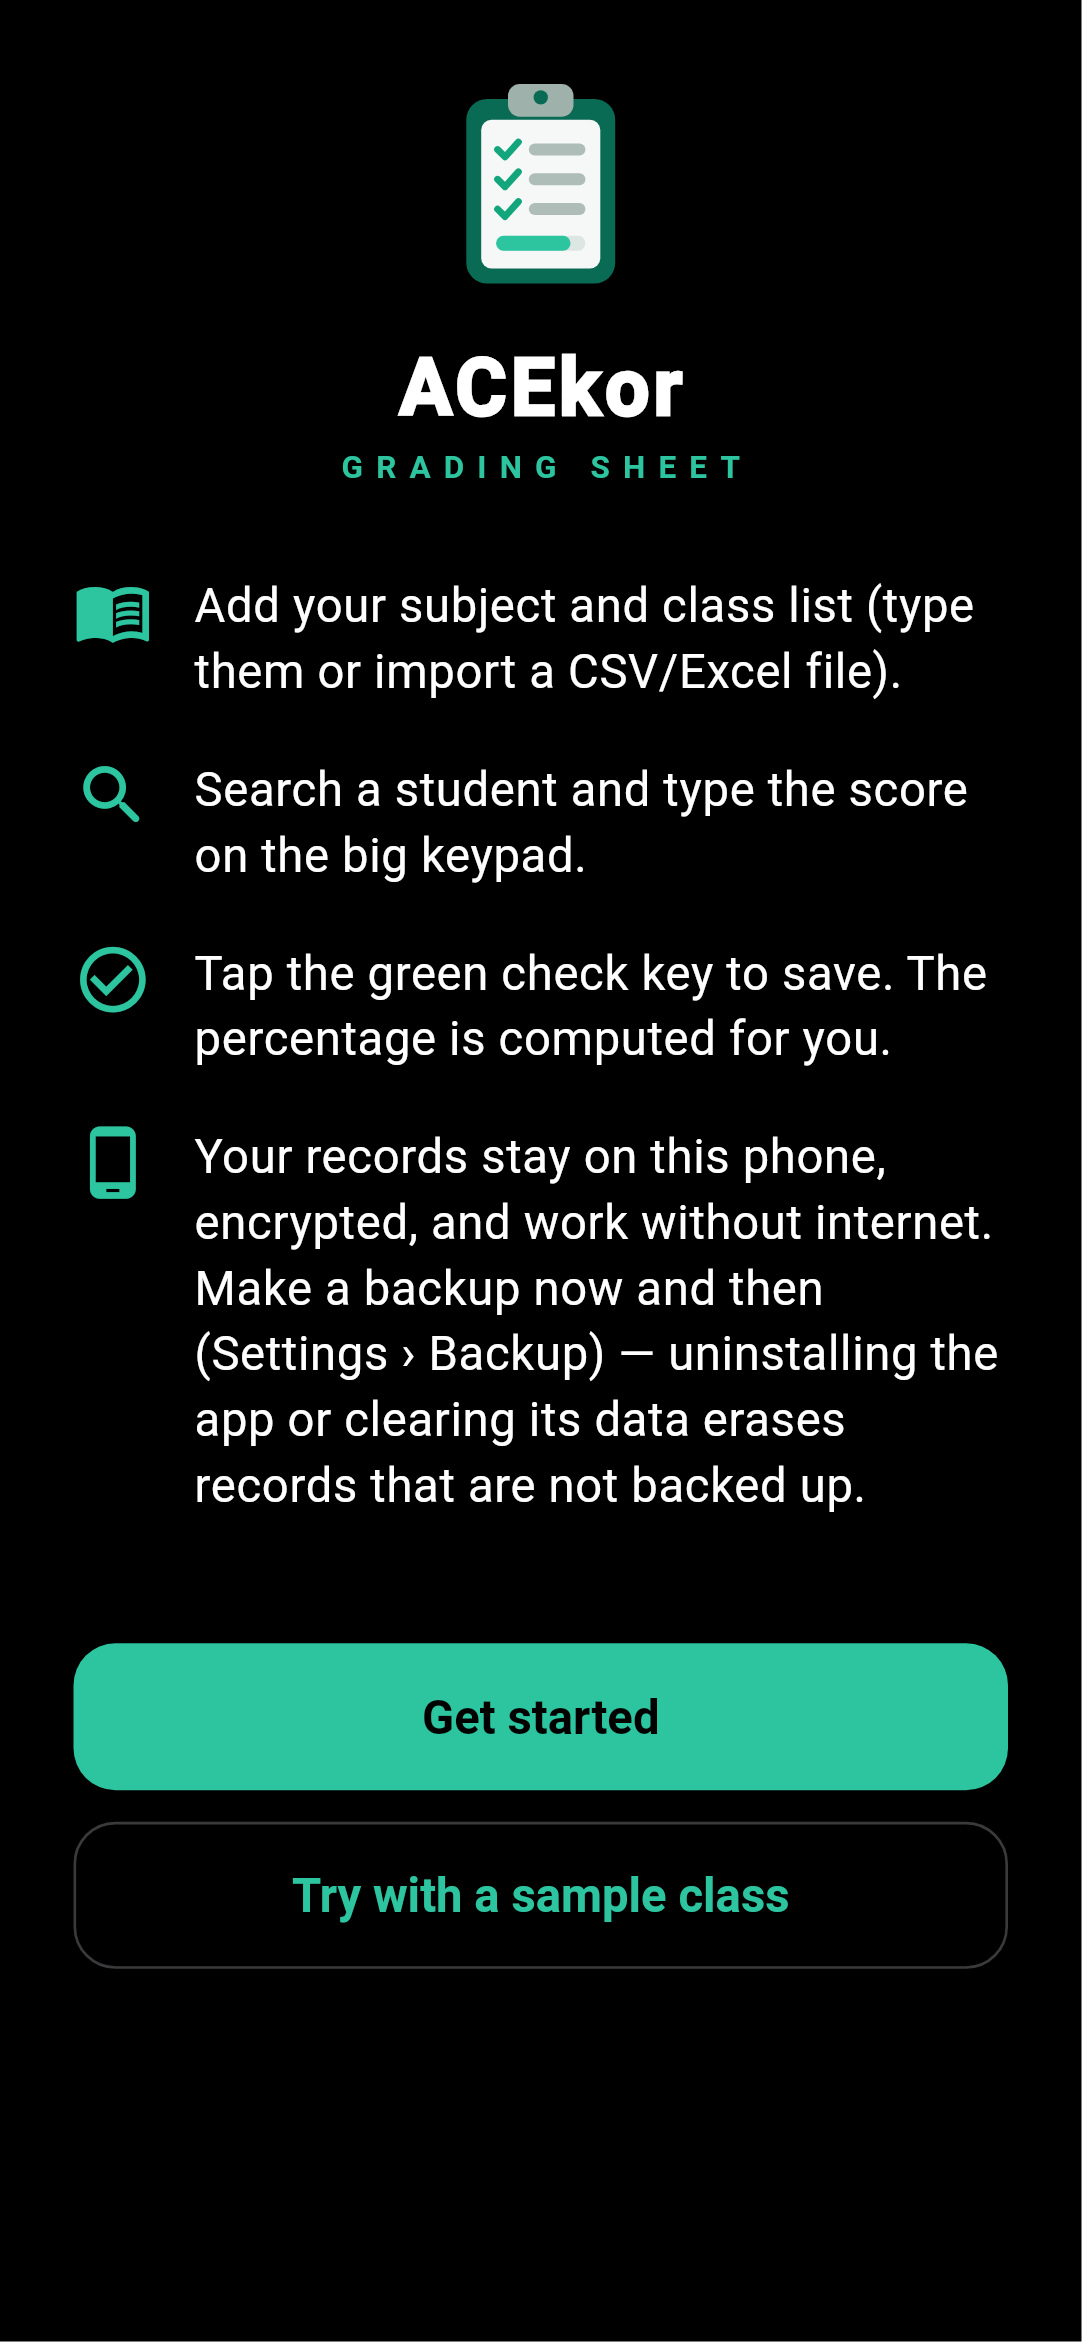 ACEkor
GRADING SHEET
Add your subject and class list (type
them or import a CSV/Excel file).
Search a student and type the score
on the big keypad.
Tap the green check key to save. The
percentage is computed for you.
Your records stay on this phone,
encrypted, and work without internet.
Make a backup now and then
(Settings › Backup) — uninstalling the
app or clearing its data erases
records that are not backed up.
Get started
Try with a sample class